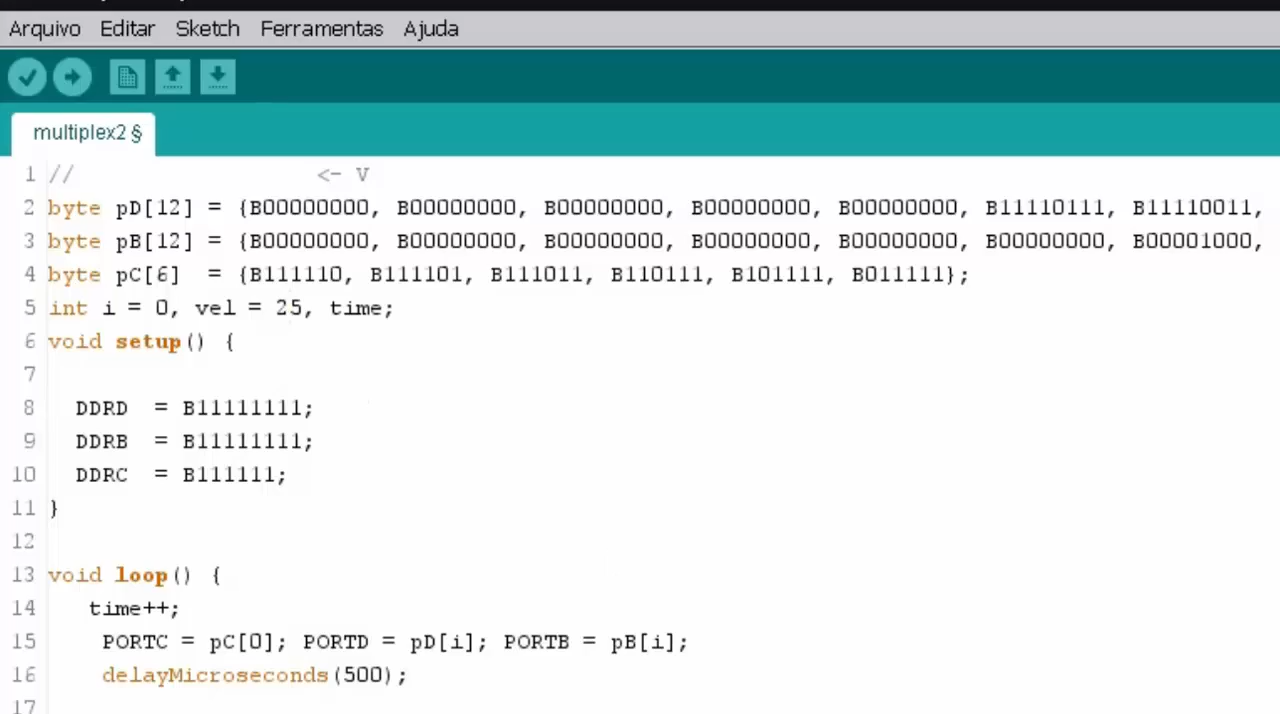 Arquivo Editar Sketch Ferramentas Ajuda
multiplex2 §
1 // <- V
2 byte pD[12] = {B00000000, B00000000, B00000000, B00000000, B00000000, B11110111, B11110011,
3 byte pB[12] = {B00000000, B00000000, B00000000, B00000000, B00000000, B00000000, B00001000,
4 byte pC[6] = {B111110, B111101, B111011, B110111, B101111, B011111};
5 int i = 0, vel = 25, time;
6 void setup() {
7
8 DDRD = B11111111;
9 DDRB = B11111111;
10 DDRC = B111111;
11 }
12
13 void loop() {
14 time++;
15 PORTC = pC[0]; PORTD = pD[i]; PORTB = pB[i];
16 delayMicroseconds(500);
17